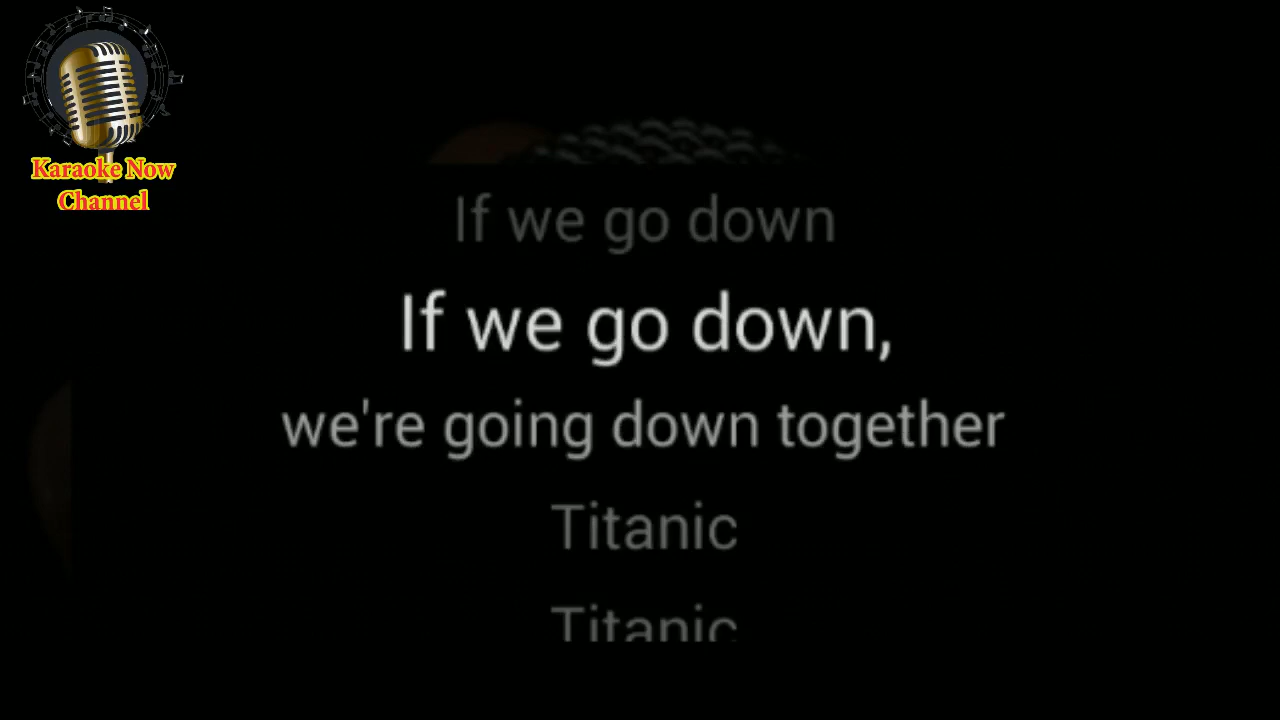 Karaoke Now
Channel
If we go down
If we go down,
we're going down together
Titanic
Titanic